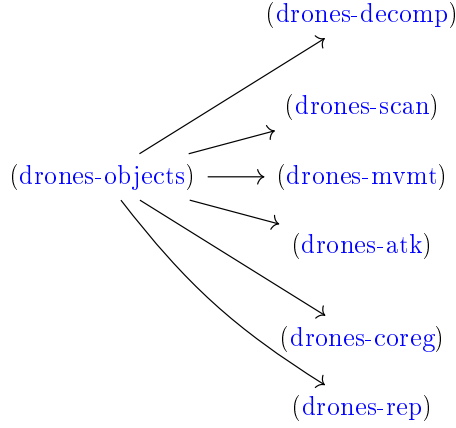 (drones-decomp)
(drones-scan)
(drones-objects)
(drones-mvmt)
(drones-atk)
(drones-coreg)
(drones-rep)